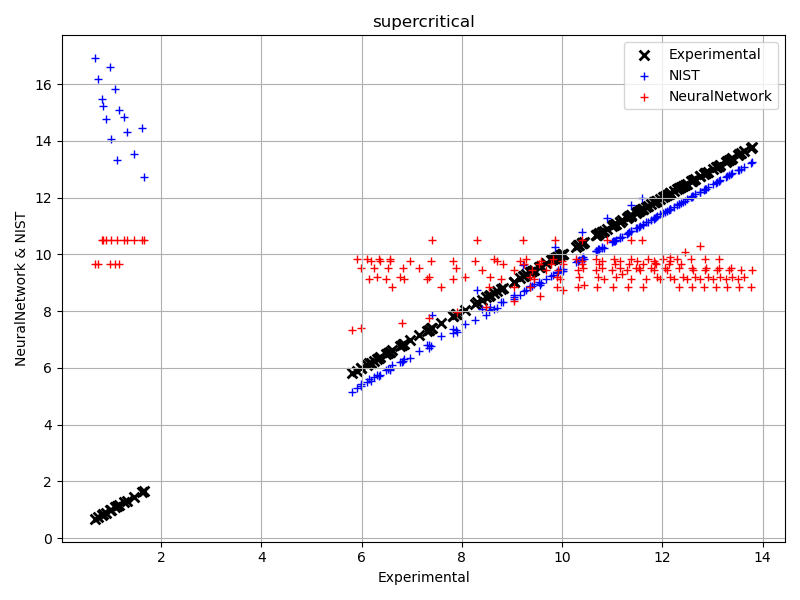 supercritical
Experimental
NIST
NeuralNetwork
NeuralNetwork & NIST
16
14
12
10
8
6
4
2
0
2 4 6 8 10 12 14
Experimental